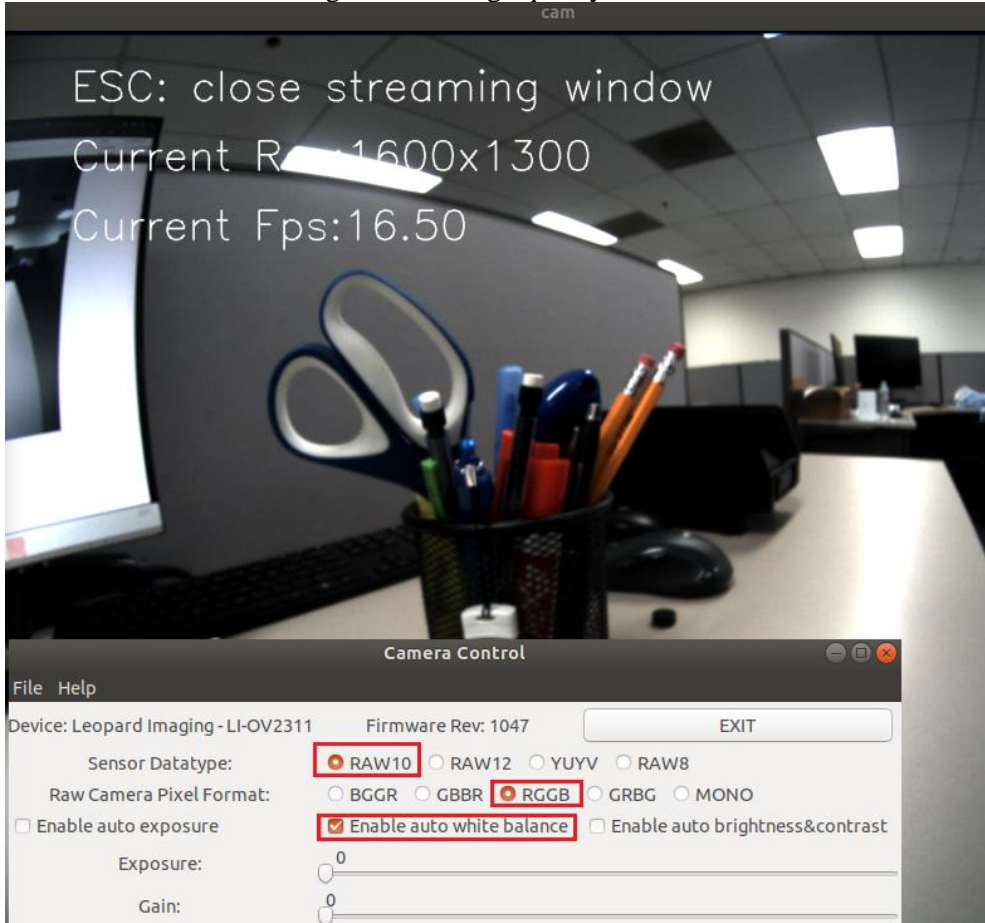 cam
ESC: close streaming window
Current Res:1600x1300
Current Fps:16.50
Camera Control
File Help
Device: Leopard Imaging - LI-OV2311 Firmware Rev: 1047 EXIT
Sensor Datatype: RAW10 RAW12 YUYV RAW8
Raw Camera Pixel Format: BGGR GBBR RGGB GRBG MONO
Enable auto exposure Enable auto white balance Enable auto brightness&contrast
Exposure: 0
Gain: 0